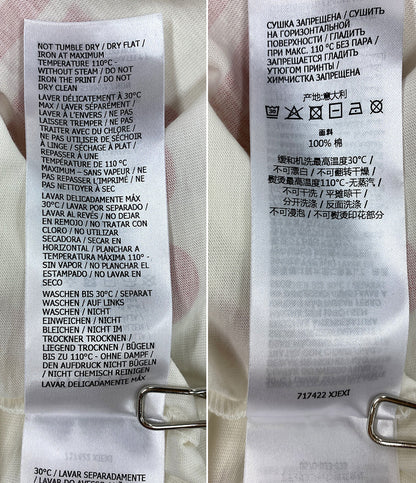 NOT TUMBLE DRY / DRY FLAT /
IRON AT MAXIMUM
TEMPERATURE 110°C -
WITHOUT STEAM / DO NOT
IRON THE PRINT / DO NOT
DRY CLEAN
LAVER DÉLICATEMENT À 30°C
MAX / LAVER SÉPARÉMENT /
LAVER À L'ENVERS / NE PAS
LAISSER TREMPER / NE PAS
TRAITER AVEC DU CHLORE /
NE PAS UTILISER DE SÉCHOIR
À LINGE / SÉCHAGE À PLAT /
REPASSER À UNE
TEMPÉRATURE DE 110 °C
MAXIMUM – SANS VAPEUR / NE
PAS REPASSER L'IMPRIMÉ / NE
PAS NETTOYER À SEC
LAVAR DELICADAMENTE MÁX
30°C / LAVAR POR SEPARADO /
LAVAR AL REVÉS / NO DEJAR
EN REMOJO / NO TRATAR CON
CLORO / NO UTILIZAR
SECADORA / SECAR EN
HORIZONTAL / PLANCHAR A
TEMPERATURA MÁXIMA 110° -
SIN VAPOR / NO PLANCHAR EL
ESTAMPADO / NO LAVAR EN
SECO
WASCHEN BIS 30°C / SEPARAT
WASCHEN / AUF LINKS
WASCHEN / NICHT
EINWEICHEN / NICHT
BLEICHEN / NICHT IM
TROCKNER TROCKNEN /
LIEGEND TROCKNEN / BÜGELN
BIS ZU 110°C - OHNE DAMPF /
DEN AUFDRUCK NICHT BÜGELN
/ NICHT CHEMISCH REINIGEN
LAVAR DELICADAMENTE MÁX
30°C / LAVAR SEPARADAMENTE
СУШКА ЗАПРЕЩЕНА / СУШИТЬ
НА ГОРИЗОНТАЛЬНОЙ
ПОВЕРХНОСТИ / ГЛАДИТЬ
ПРИ МАКС. 110 °C БЕЗ ПАРА /
ЗАПРЕЩАЕТСЯ ГЛАДИТЬ
УТЮГОМ ПРИНТЫ /
ХИМЧИСТКА ЗАПРЕЩЕНА
产地:意大利
面料
100% 棉
缓和机洗最高温度30°C /
不可漂白 / 不可翻转干燥 /
熨烫最高温度110°C-无蒸汽 /
不可干洗 / 平摊晾干 /
分开洗涤 / 反面洗涤 /
不可浸泡 / 不可熨烫印花部分
717422 XJEXI